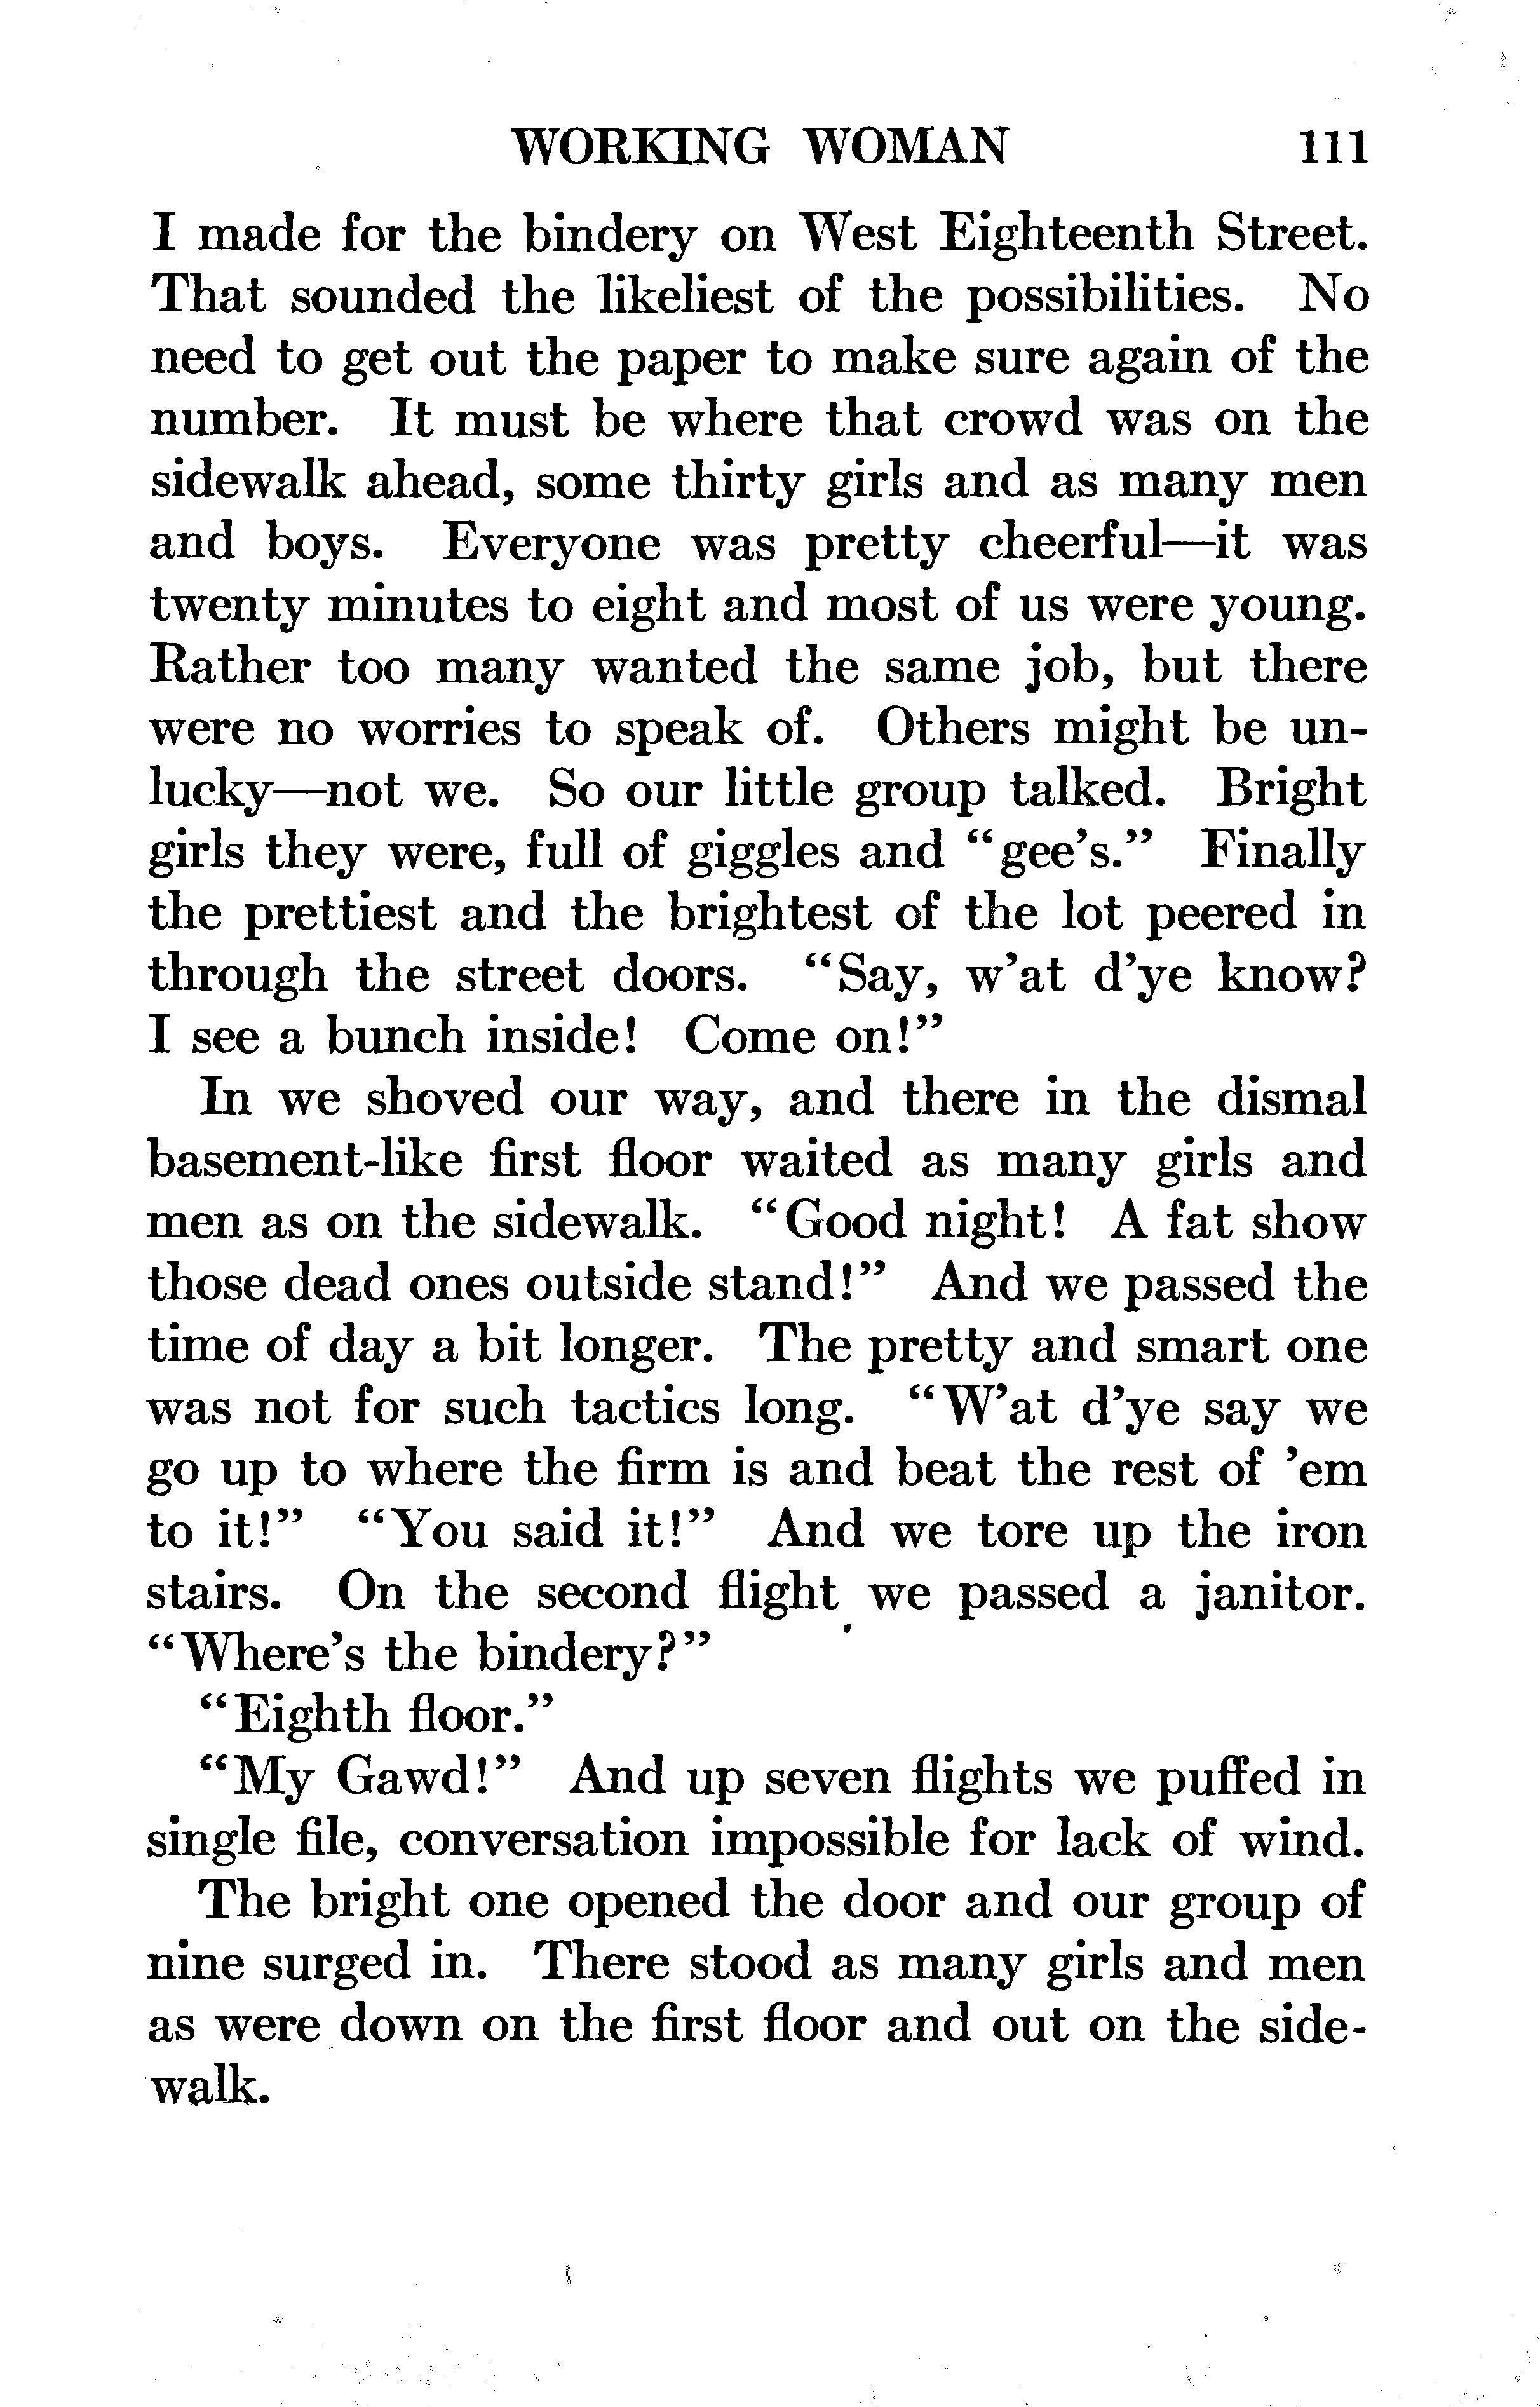 WORKING WOMAN 111
I made for the bindery on West Eighteenth Street.
That sounded the likeliest of the possibilities. No
need to get out the paper to make sure again of the
number. It must be where that crowd was on the
sidewalk ahead, some thirty girls and as many men
and boys. Everyone was pretty cheerful—it was
twenty minutes to eight and most of us were young.
Rather too many wanted the same job, but there
were no worries to speak of. Others might be un-
lucky—not we. So our little group talked. Bright
girls they were, full of giggles and “gee’s.” Finally
the prettiest and the brightest of the lot peered in
through the street doors. “Say, w’at d’ye know?
I see a bunch inside! Come on!”
In we shoved our way, and there in the dismal
basement-like first floor waited as many girls and
men as on the sidewalk. “Good night! A fat show
those dead ones outside stand!” And we passed the
time of day a bit longer. The pretty and smart one
was not for such tactics long. “W’at d’ye say we
go up to where the firm is and beat the rest of ’em
to it!” “You said it!” And we tore up the iron
stairs. On the second flight we passed a janitor.
“Where’s the bindery?”
“Eighth floor.”
“My Gawd!” And up seven flights we puffed in
single file, conversation impossible for lack of wind.
The bright one opened the door and our group of
nine surged in. There stood as many girls and men
as were down on the first floor and out on the side-
walk.